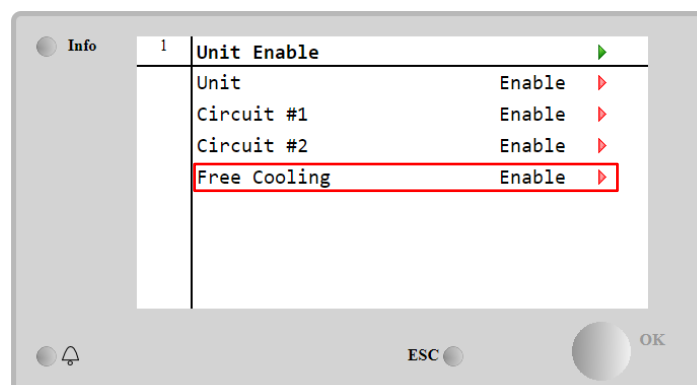 Info
1 Unit Enable
Unit Enable
Circuit #1 Enable
Circuit #2 Enable
Free Cooling Enable
ESC
OK